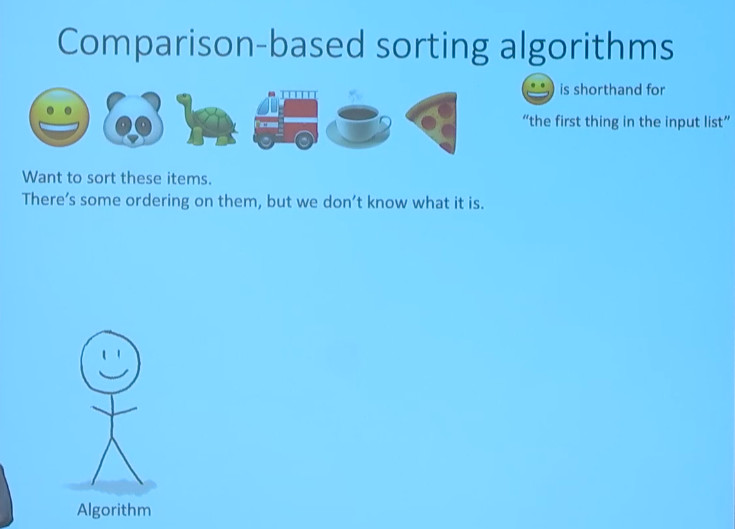 Comparison-based sorting algorithms
is shorthand for
“the first thing in the input list”
Want to sort these items.
There’s some ordering on them, but we don’t know what it is.
Algorithm